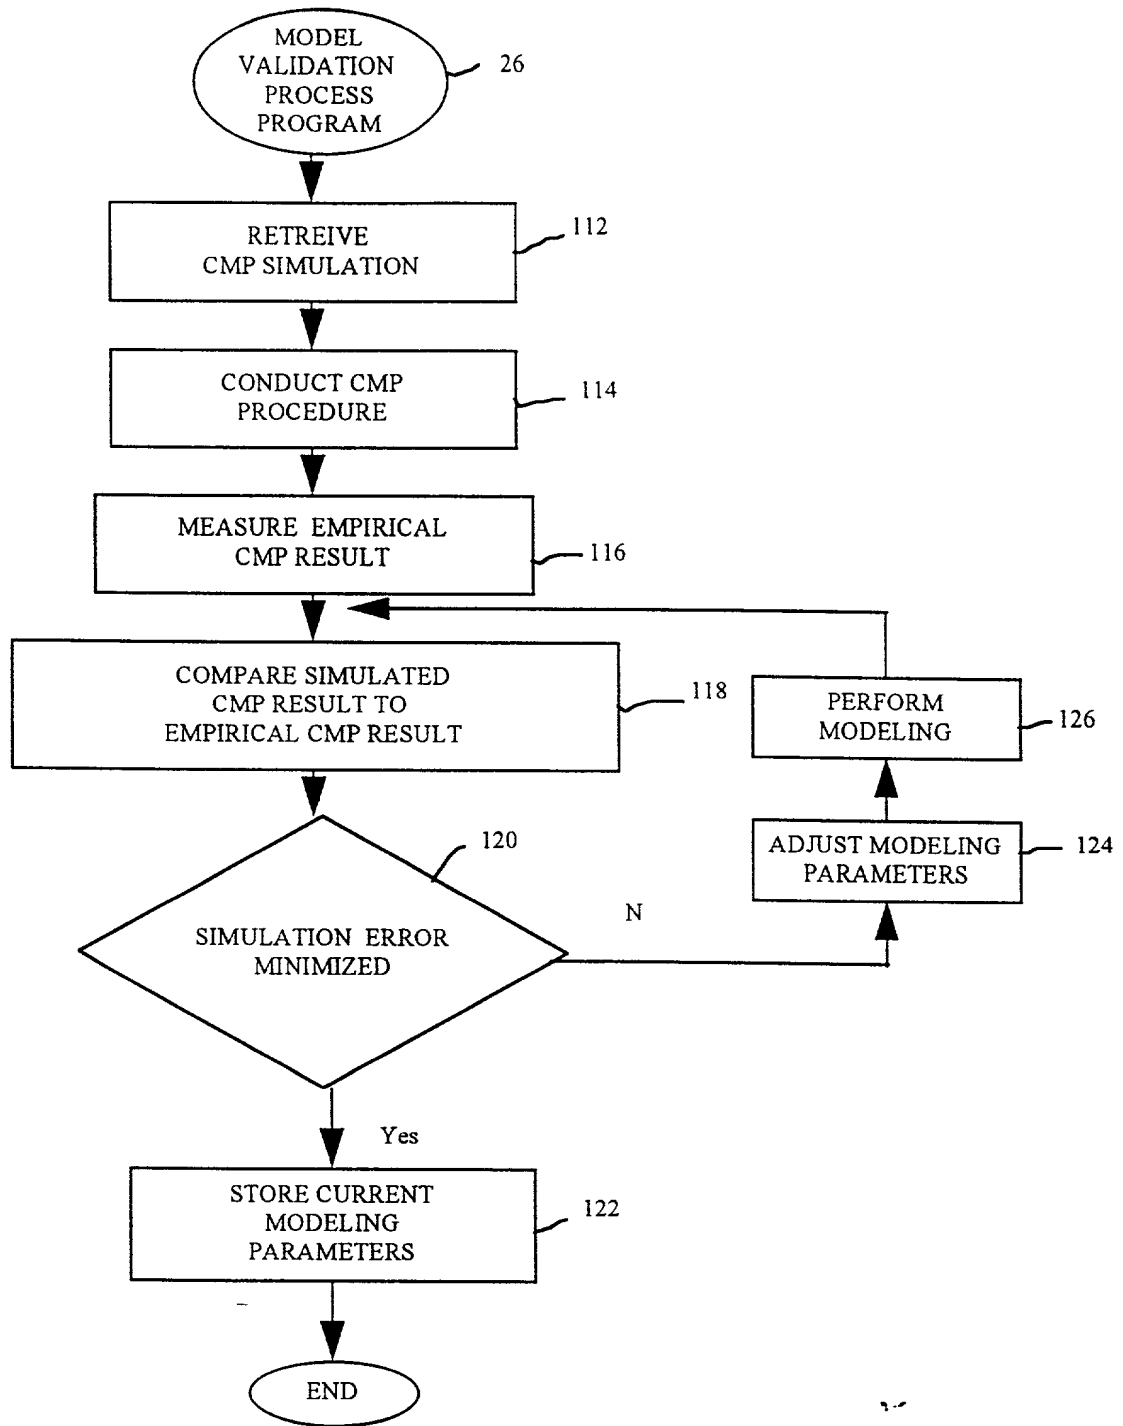 MODEL
VALIDATION
PROCESS
PROGRAM
26
RETREIVE
CMP SIMULATION
112
CONDUCT CMP
PROCEDURE
114
MEASURE EMPIRICAL
CMP RESULT
116
COMPARE SIMULATED
CMP RESULT TO
EMPIRICAL CMP RESULT
118
PERFORM
MODELING
126
ADJUST MODELING
PARAMETERS
124
120
SIMULATION ERROR
MINIMIZED
N
Yes
STORE CURRENT
MODELING
PARAMETERS
122
END